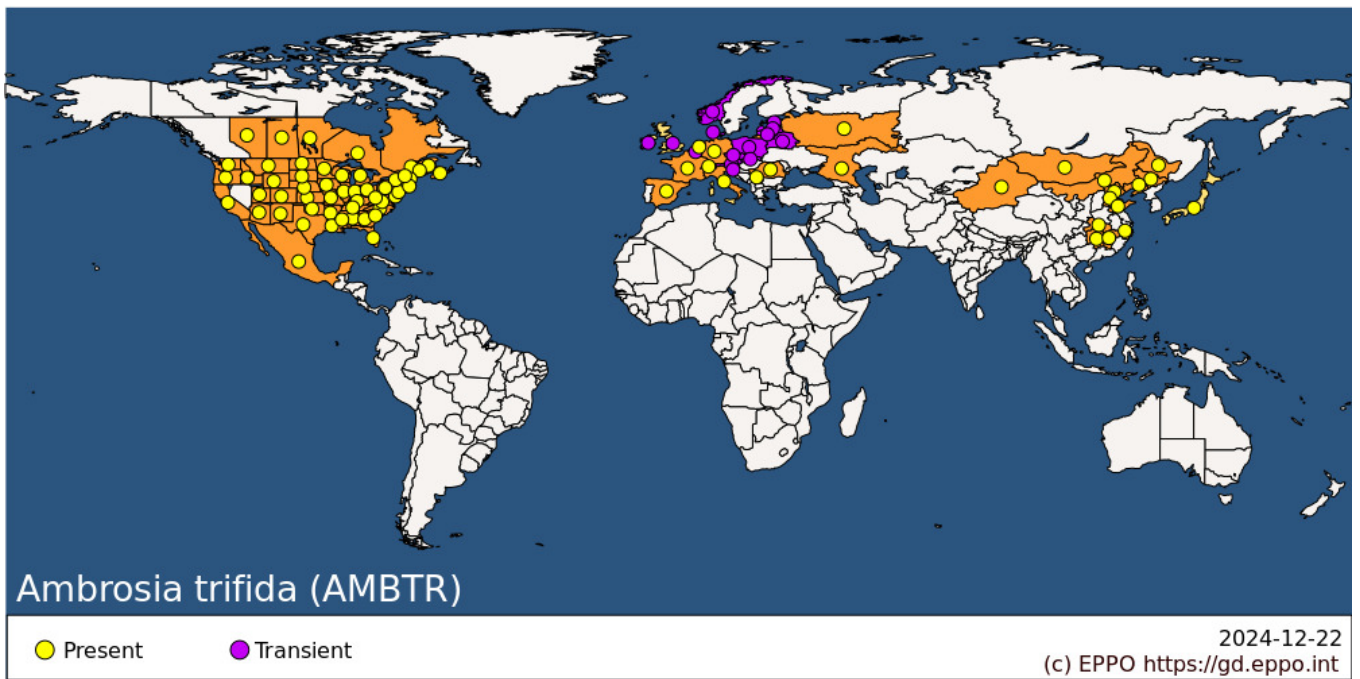 Ambrosia trifida (AMBTR)
Present
Transient
2024-12-22
(c) EPPO https://gd.eppo.int